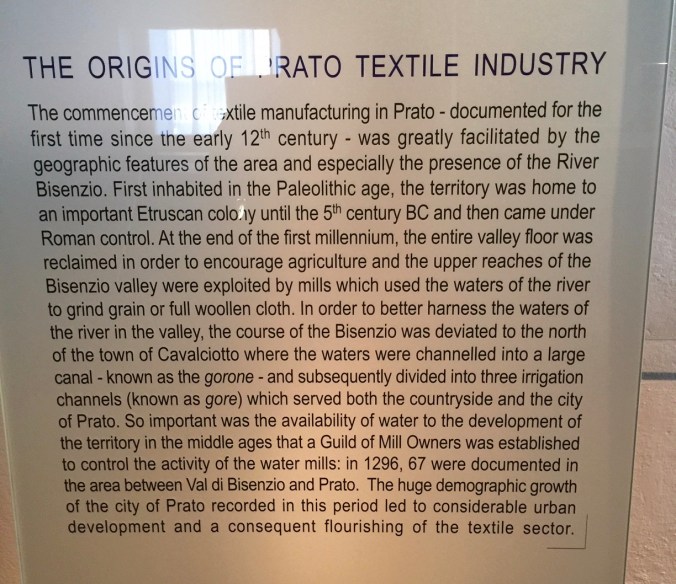 THE ORIGINS OF PRATO TEXTILE INDUSTRY
The commencement of textile manufacturing in Prato - documented for the
first time since the early 12th century - was greatly facilitated by the
geographic features of the area and especially the presence of the River
Bisenzio. First inhabited in the Paleolithic age, the territory was home to
an important Etruscan colony until the 5th century BC and then came under
Roman control. At the end of the first millennium, the entire valley floor was
reclaimed in order to encourage agriculture and the upper reaches of the
Bisenzio valley were exploited by mills which used the waters of the river
to grind grain or full woollen cloth. In order to better harness the waters of
the river in the valley, the course of the Bisenzio was deviated to the north
of the town of Cavalciotto where the waters were channelled into a large
canal - known as the gorone - and subsequently divided into three irrigation
channels (known as gore) which served both the countryside and the city
of Prato. So important was the availability of water to the development of
the territory in the middle ages that a Guild of Mill Owners was established
to control the activity of the water mills: in 1296, 67 were documented in
the area between Val di Bisenzio and Prato. The huge demographic growth
of the city of Prato recorded in this period led to considerable urban
development and a consequent flourishing of the textile sector.